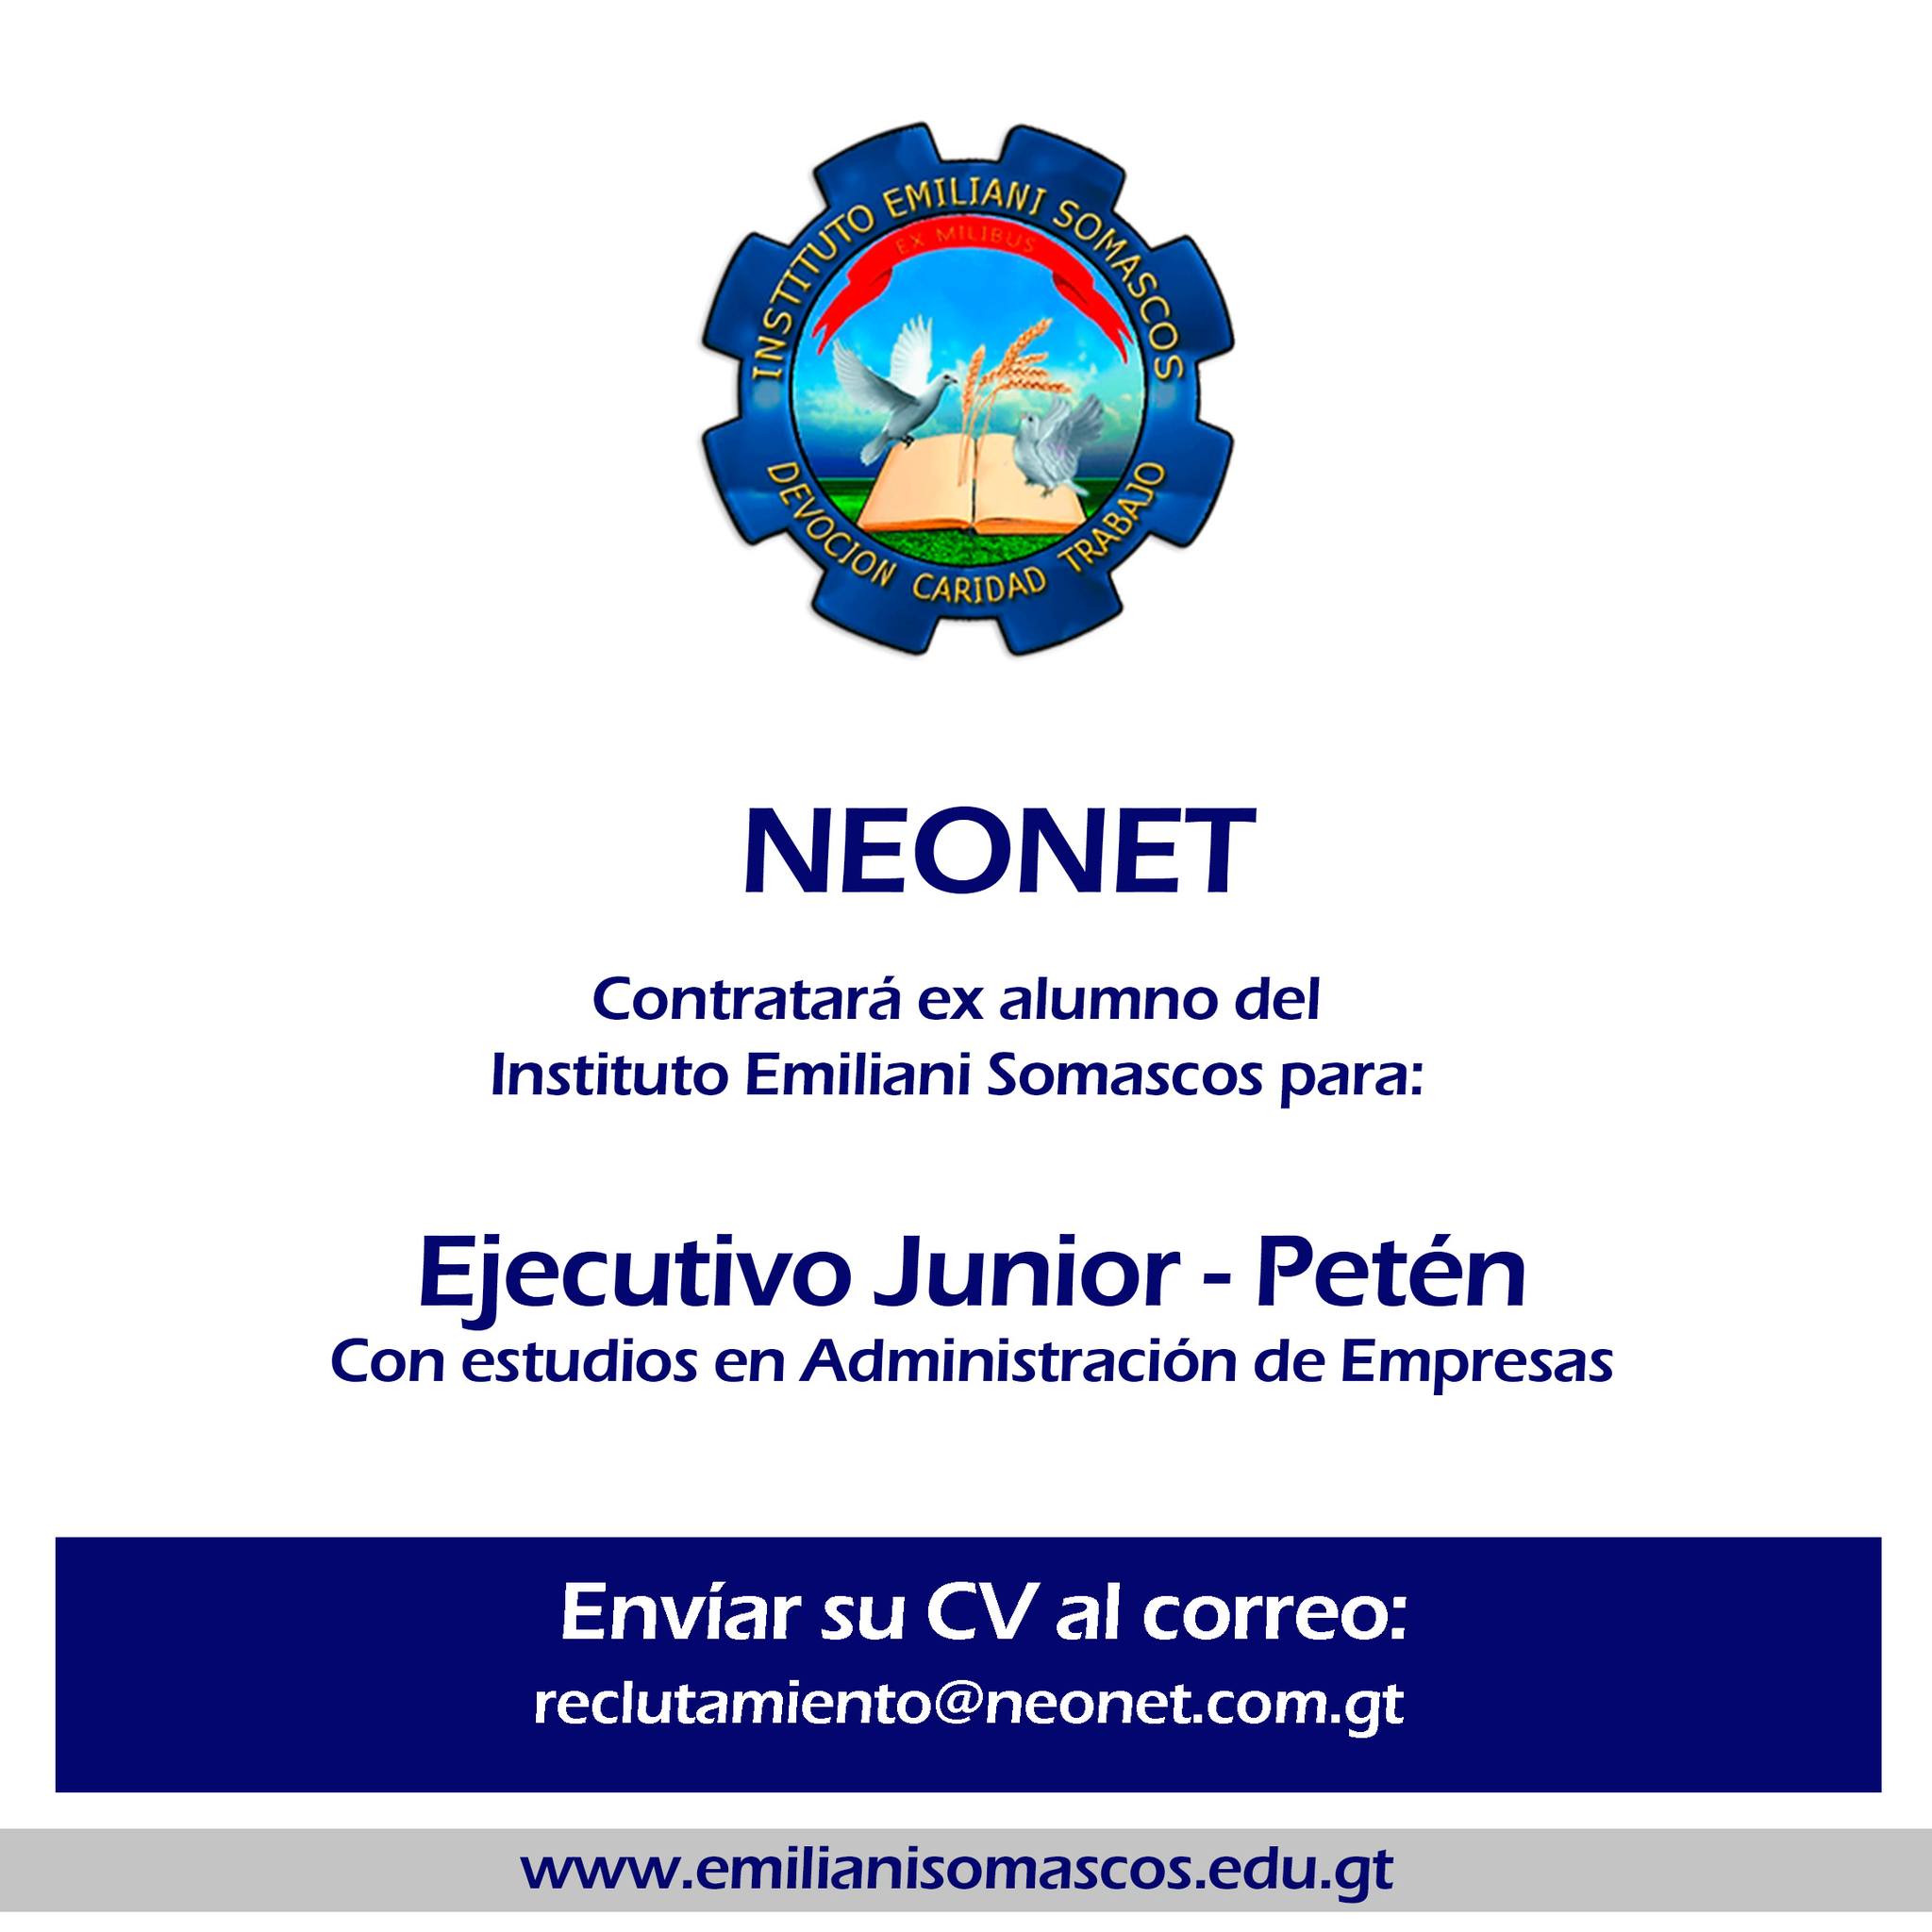 INSTITUTO EMILIANI SOMASCOS
EX MILIBUS
DEVOCION CARIDAD TRABAJO
NEONET
Contratará ex alumno del
Instituto Emiliani Somascos para:
Ejecutivo Junior - Petén
Con estudios en Administración de Empresas
Envíar su CV al correo:
reclutamiento@neonet.com.gt
www.emilianisomascos.edu.gt